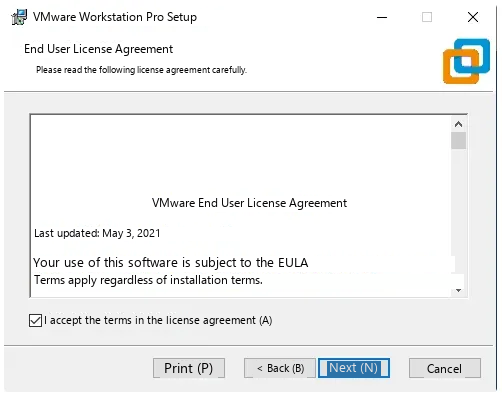 VMware Workstation Pro Setup
End User License Agreement
Please read the following license agreement carefully.
VMware End User License Agreement
Last updated: May 3, 2021
Your use of this software is subject to the EULA
Terms apply regardless of installation terms.
I accept the terms in the license agreement (A)
Print (P) < Back (B) Next (N) Cancel